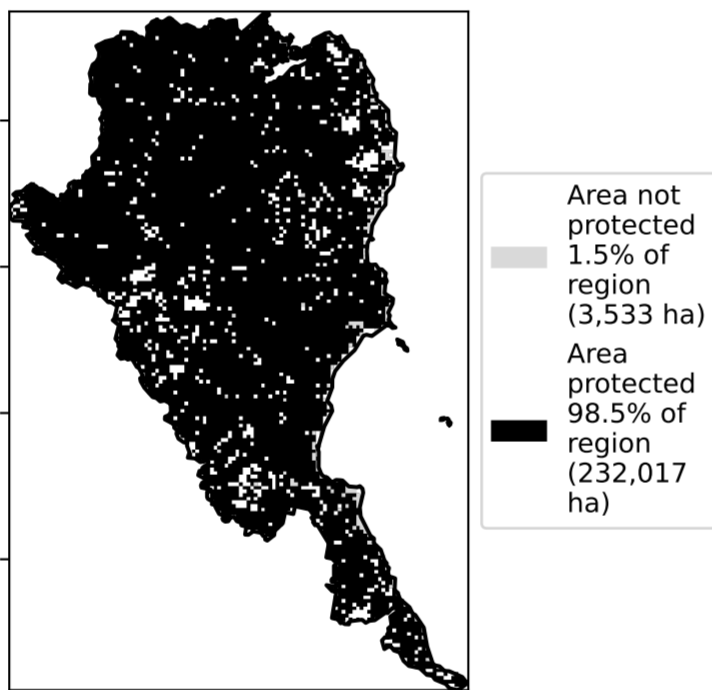 Area not
protected
1.5% of
region
(3,533 ha)
Area
protected
98.5% of
region
(232,017
ha)